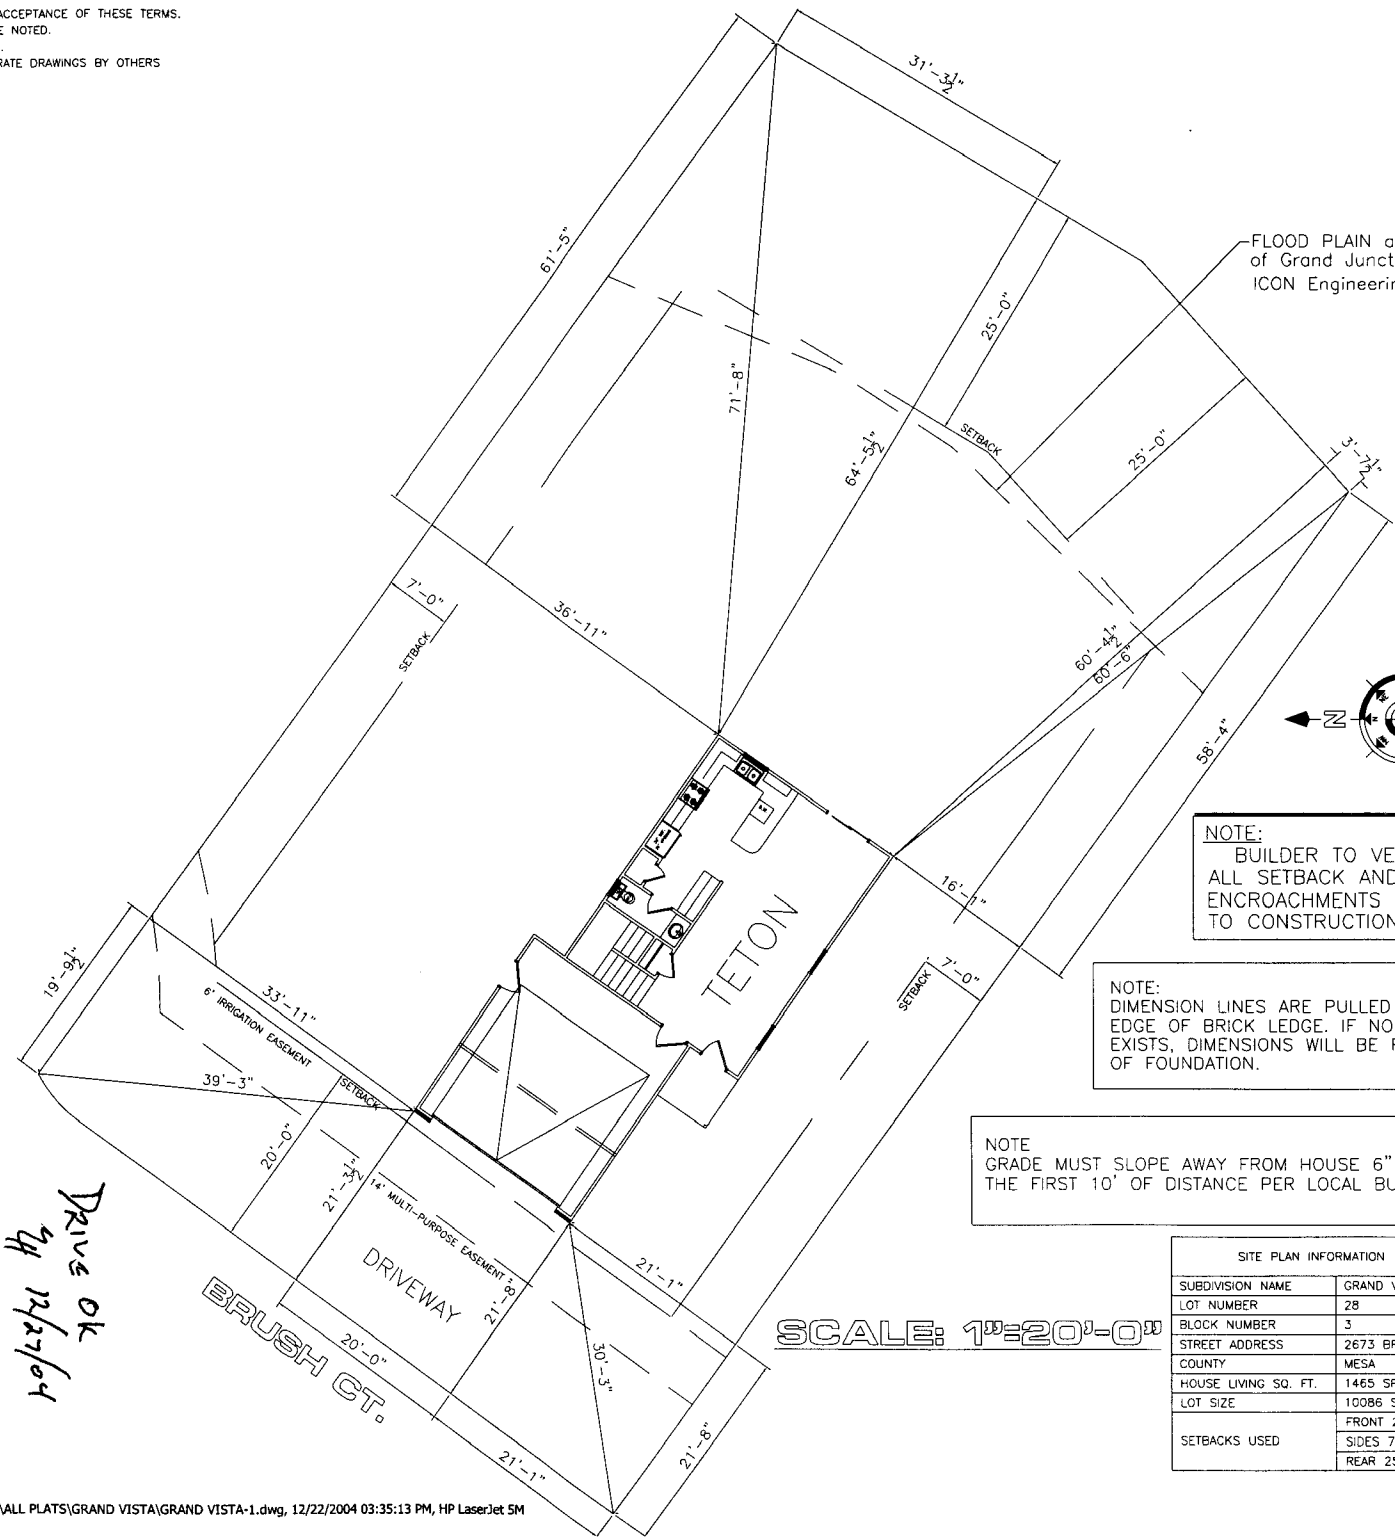 ACCEPTANCE OF THESE TERMS.
E NOTED.
RATE DRAWINGS BY OTHERS
31'-3½"
61'-5"
FLOOD PLAIN a
of Grand Junct
ICON Engineerin
25'-0"
71'-8"
SETBACK
64'-5½"
25'-0"
3'-7½"
7'-0"
36'-11"
SETBACK
60'-4½"
60'-6"
N
58'-4"
NOTE:
BUILDER TO VE
ALL SETBACK AND
ENCROACHMENTS
TO CONSTRUCTION
16'-1"
TETON
19'-9½"
33'-11"
6' IRRIGATION EASEMENT
SETBACK
7'-0"
NOTE:
DIMENSION LINES ARE PULLED
EDGE OF BRICK LEDGE. IF NO
EXISTS, DIMENSIONS WILL BE F
OF FOUNDATION.
39'-3"
SETBACK
20'-0"
21'-3½"
14' MULTI-PURPOSE EASEMENT
NOTE
GRADE MUST SLOPE AWAY FROM HOUSE 6"
THE FIRST 10' OF DISTANCE PER LOCAL BU
DRIVEWAY
21'-8"
21'-1"
BRUSH CT.
20'-0"
30'-3"
21'-1"
21'-8"
SCALE: 1"=20'-0"
DRIVE OK
12/27/04
SITE PLAN INFORMATION
SUBDIVISION NAME GRAND V
LOT NUMBER 28
BLOCK NUMBER 3
STREET ADDRESS 2673 BR
COUNTY MESA
HOUSE LIVING SQ. FT. 1465 SF
LOT SIZE 10086 S
SETBACKS USED FRONT 2
SIDES 7
REAR 25
\ALL PLATS\GRAND VISTA\GRAND VISTA-1.dwg, 12/22/2004 03:35:13 PM, HP LaserJet 5M